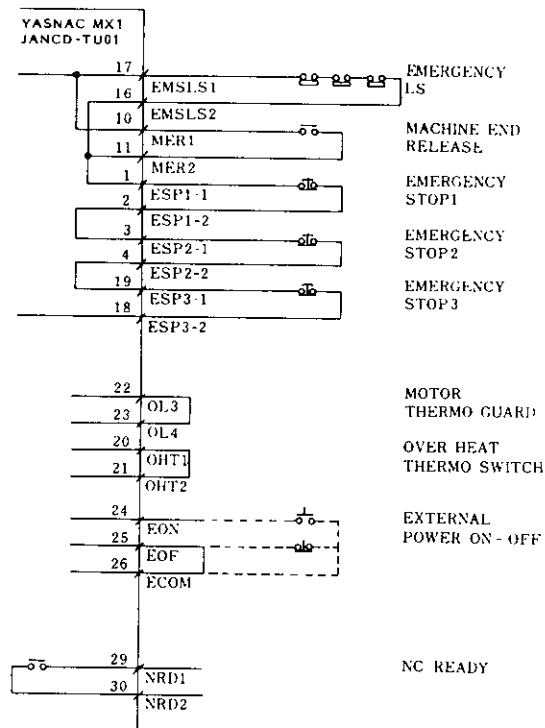 YASNAC MX1
JANCD-TU01
17
EMSLS1
EMERGENCY
LS
16
EMSLS2
10
MER1
MACHINE END
RELEASE
11
MER2
1
ESP1-1
EMERGENCY
STOP1
2
ESP1-2
3
ESP2-1
EMERGENCY
STOP2
4
ESP2-2
19
ESP3-1
EMERGENCY
STOP3
18
ESP3-2
22
OL3
MOTOR
THERMO GUARD
23
OL4
20
OHT1
OVER HEAT
THERMO SWITCH
21
OHT2
24
EON
EXTERNAL
POWER ON-OFF
25
EOF
26
ECOM
29
NRD1
NC READY
30
NRD2